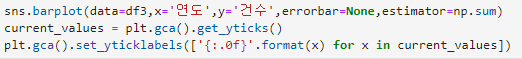 sns.barplot(data=df3,x='연도',y='건수',errorbar=None,estimator=np.sum)
current_values = plt.gca().get_yticks()
plt.gca().set_yticklabels(['{:.0f}'.format(x) for x in current_values])